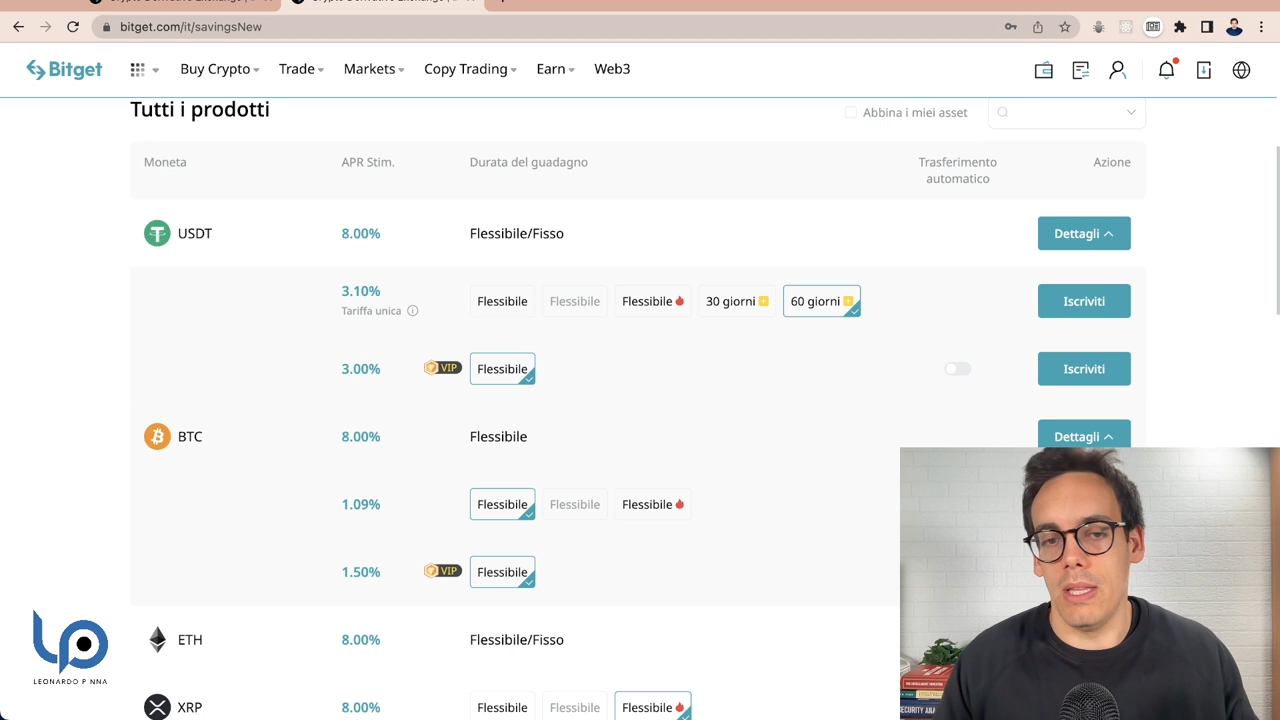 bitget.com/it/savingsNew
Bitget
Buy Crypto
Trade
Markets
Copy Trading
Earn
Web3
Tutti i prodotti
Abbina i miei asset
Moneta
APR Stim.
Durata del guadagno
Trasferimento
automatico
Azione
USDT
8.00%
Flessibile/Fisso
Dettagli
3.10%
Tariffa unica
Flessibile
Flessibile
Flessibile
30 giorni
60 giorni
Iscriviti
3.00%
VIP
Flessibile
Iscriviti
BTC
8.00%
Flessibile
Dettagli
1.09%
Flessibile
Flessibile
Flessibile
1.50%
VIP
Flessibile
ETH
8.00%
Flessibile/Fisso
XRP
8.00%
Flessibile
Flessibile
Flessibile
LEONARDO P NNA
SECURITY